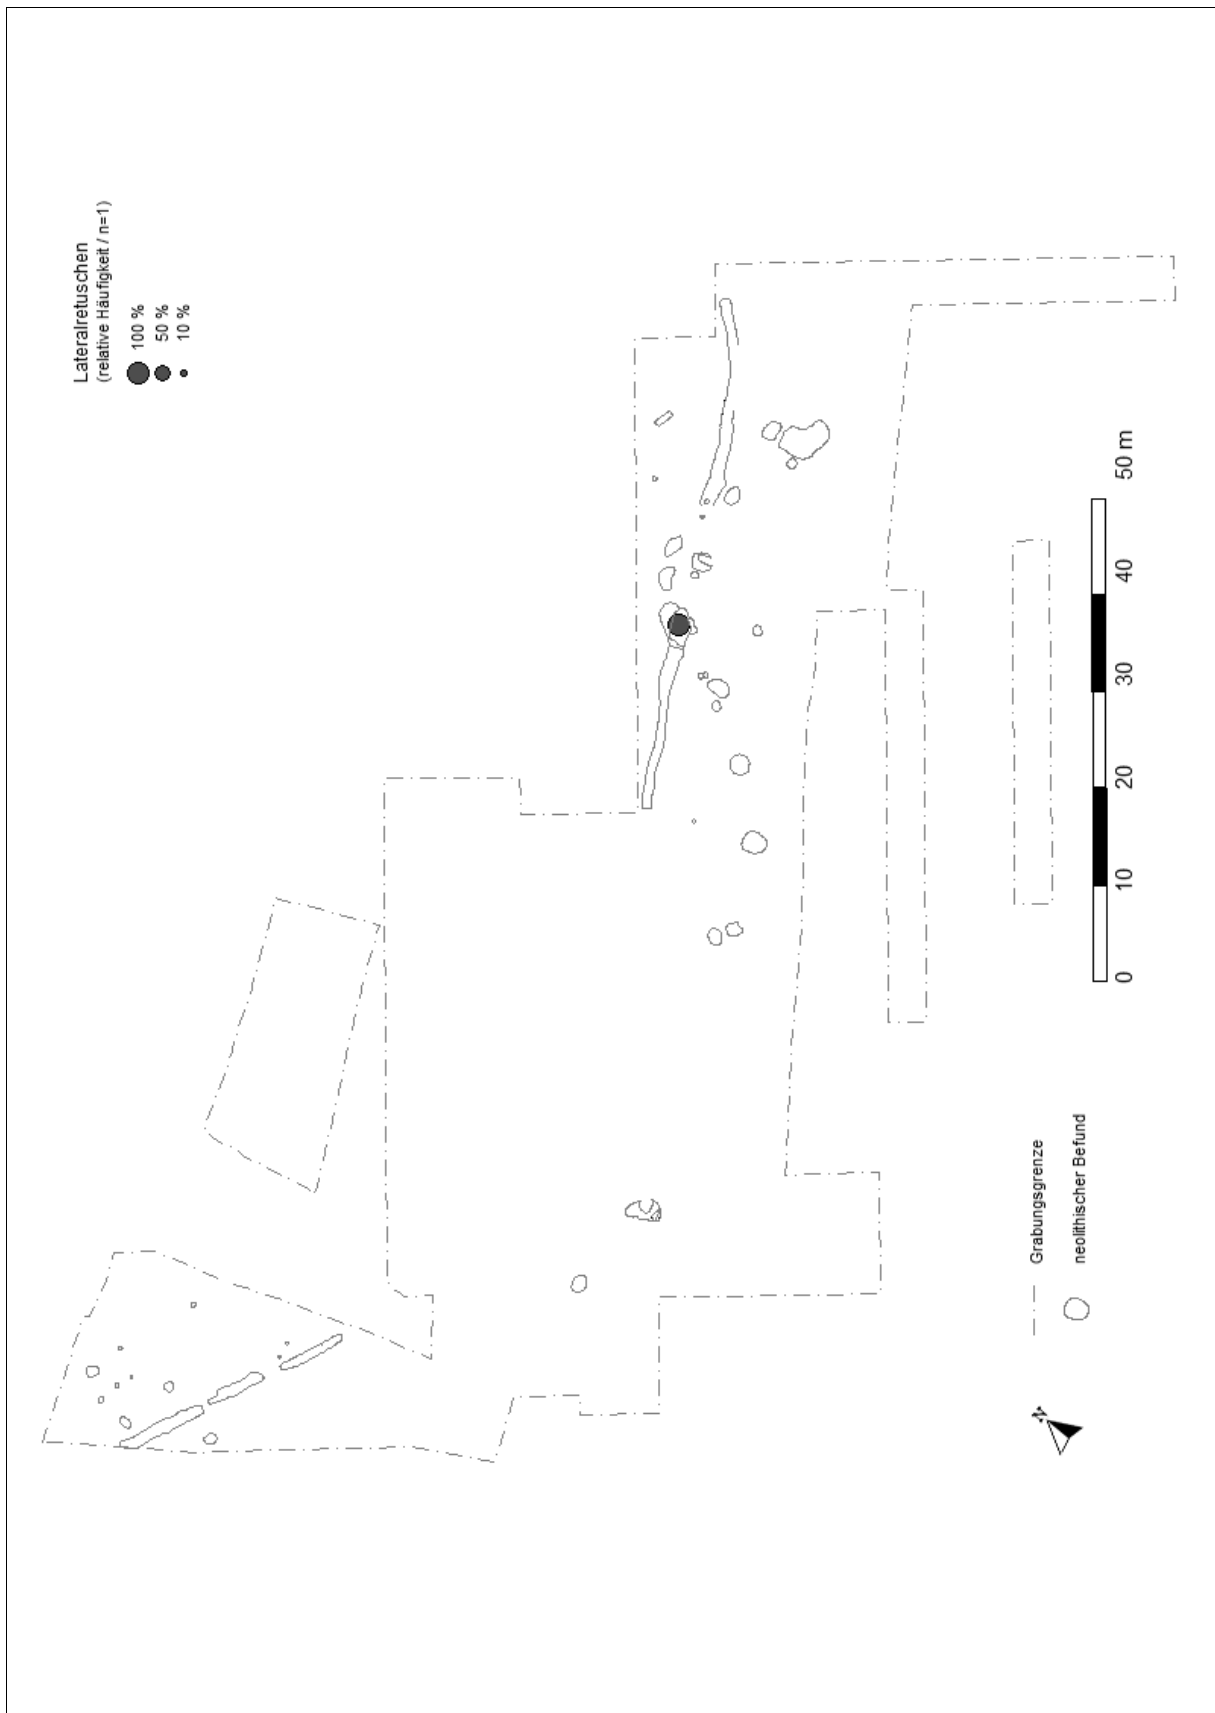 Lateralretuschen
(relative Häufigkeit / n=1)
100 %
50 %
10 %
0
10
20
30
40
50 m
Grabungsgrenze
neolithischer Befund
N